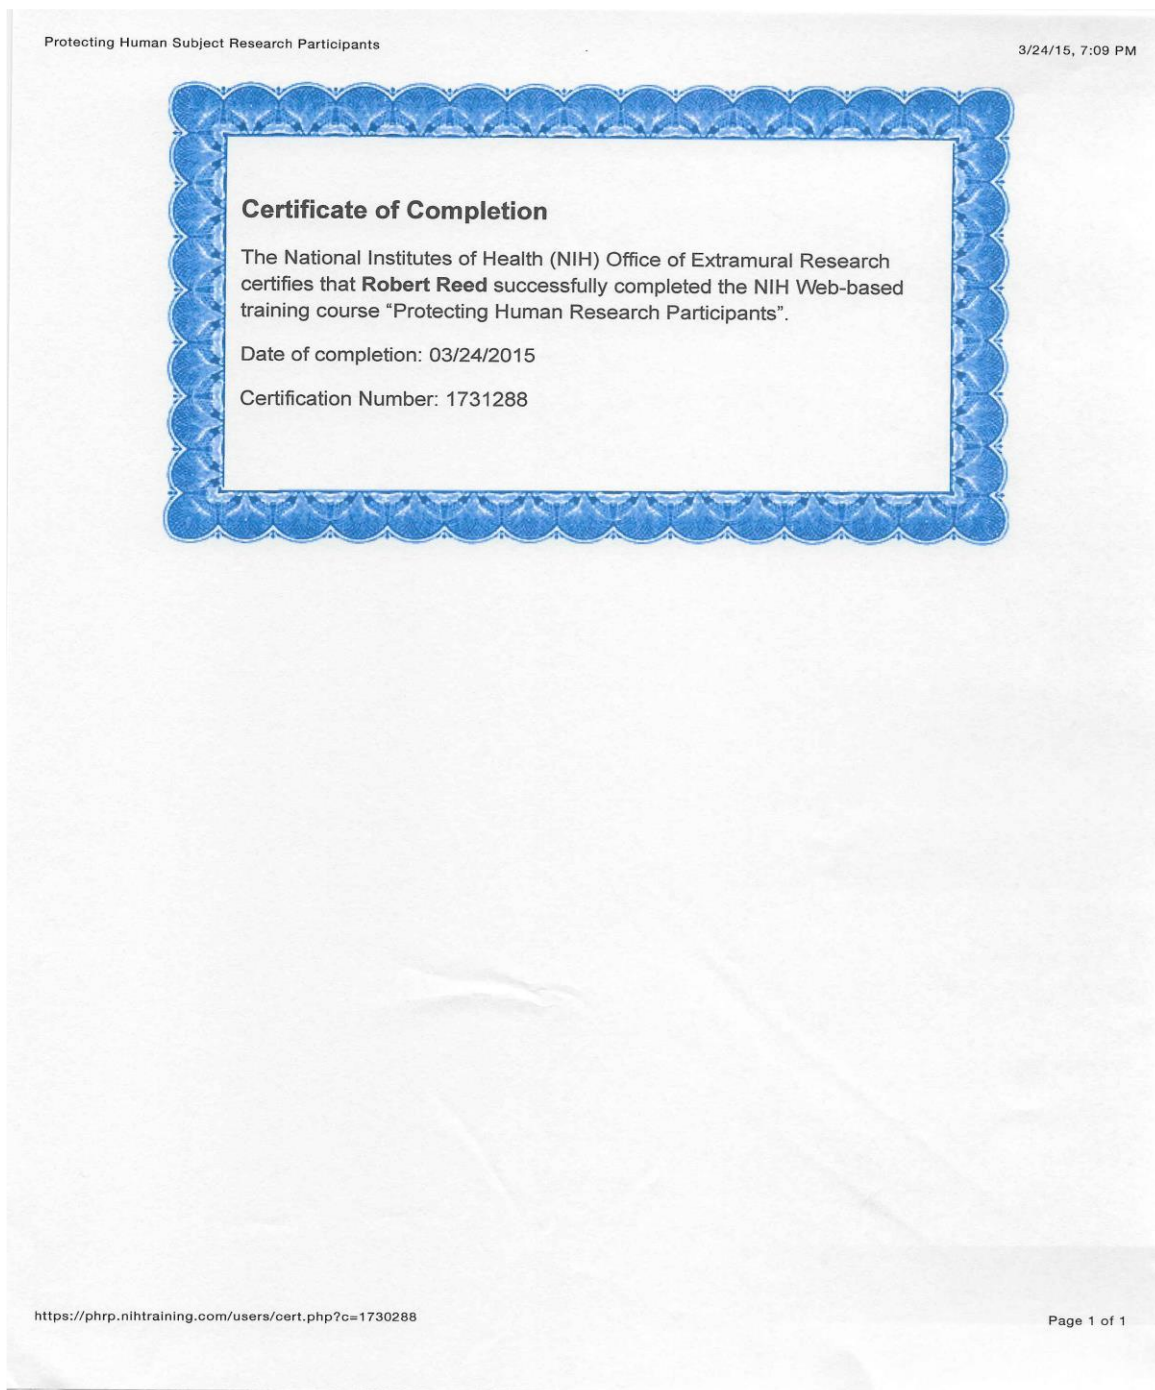 Protecting Human Subject Research Participants
3/24/15, 7:09 PM
Certificate of Completion
The National Institutes of Health (NIH) Office of Extramural Research
certifies that Robert Reed successfully completed the NIH Web-based
training course “Protecting Human Research Participants”.
Date of completion: 03/24/2015
Certification Number: 1731288
https://phrp.nihtraining.com/users/cert.php?c=1730288
Page 1 of 1